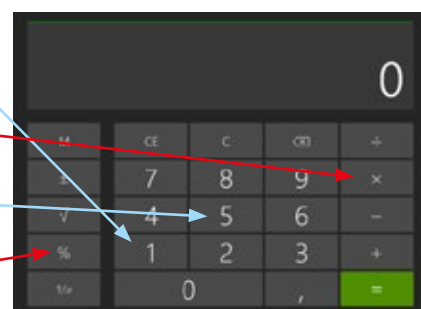 0
M CE C ⌫ ÷
± 7 8 9 ×
√ 4 5 6 −
% 1 2 3 +
1/x 0 , =